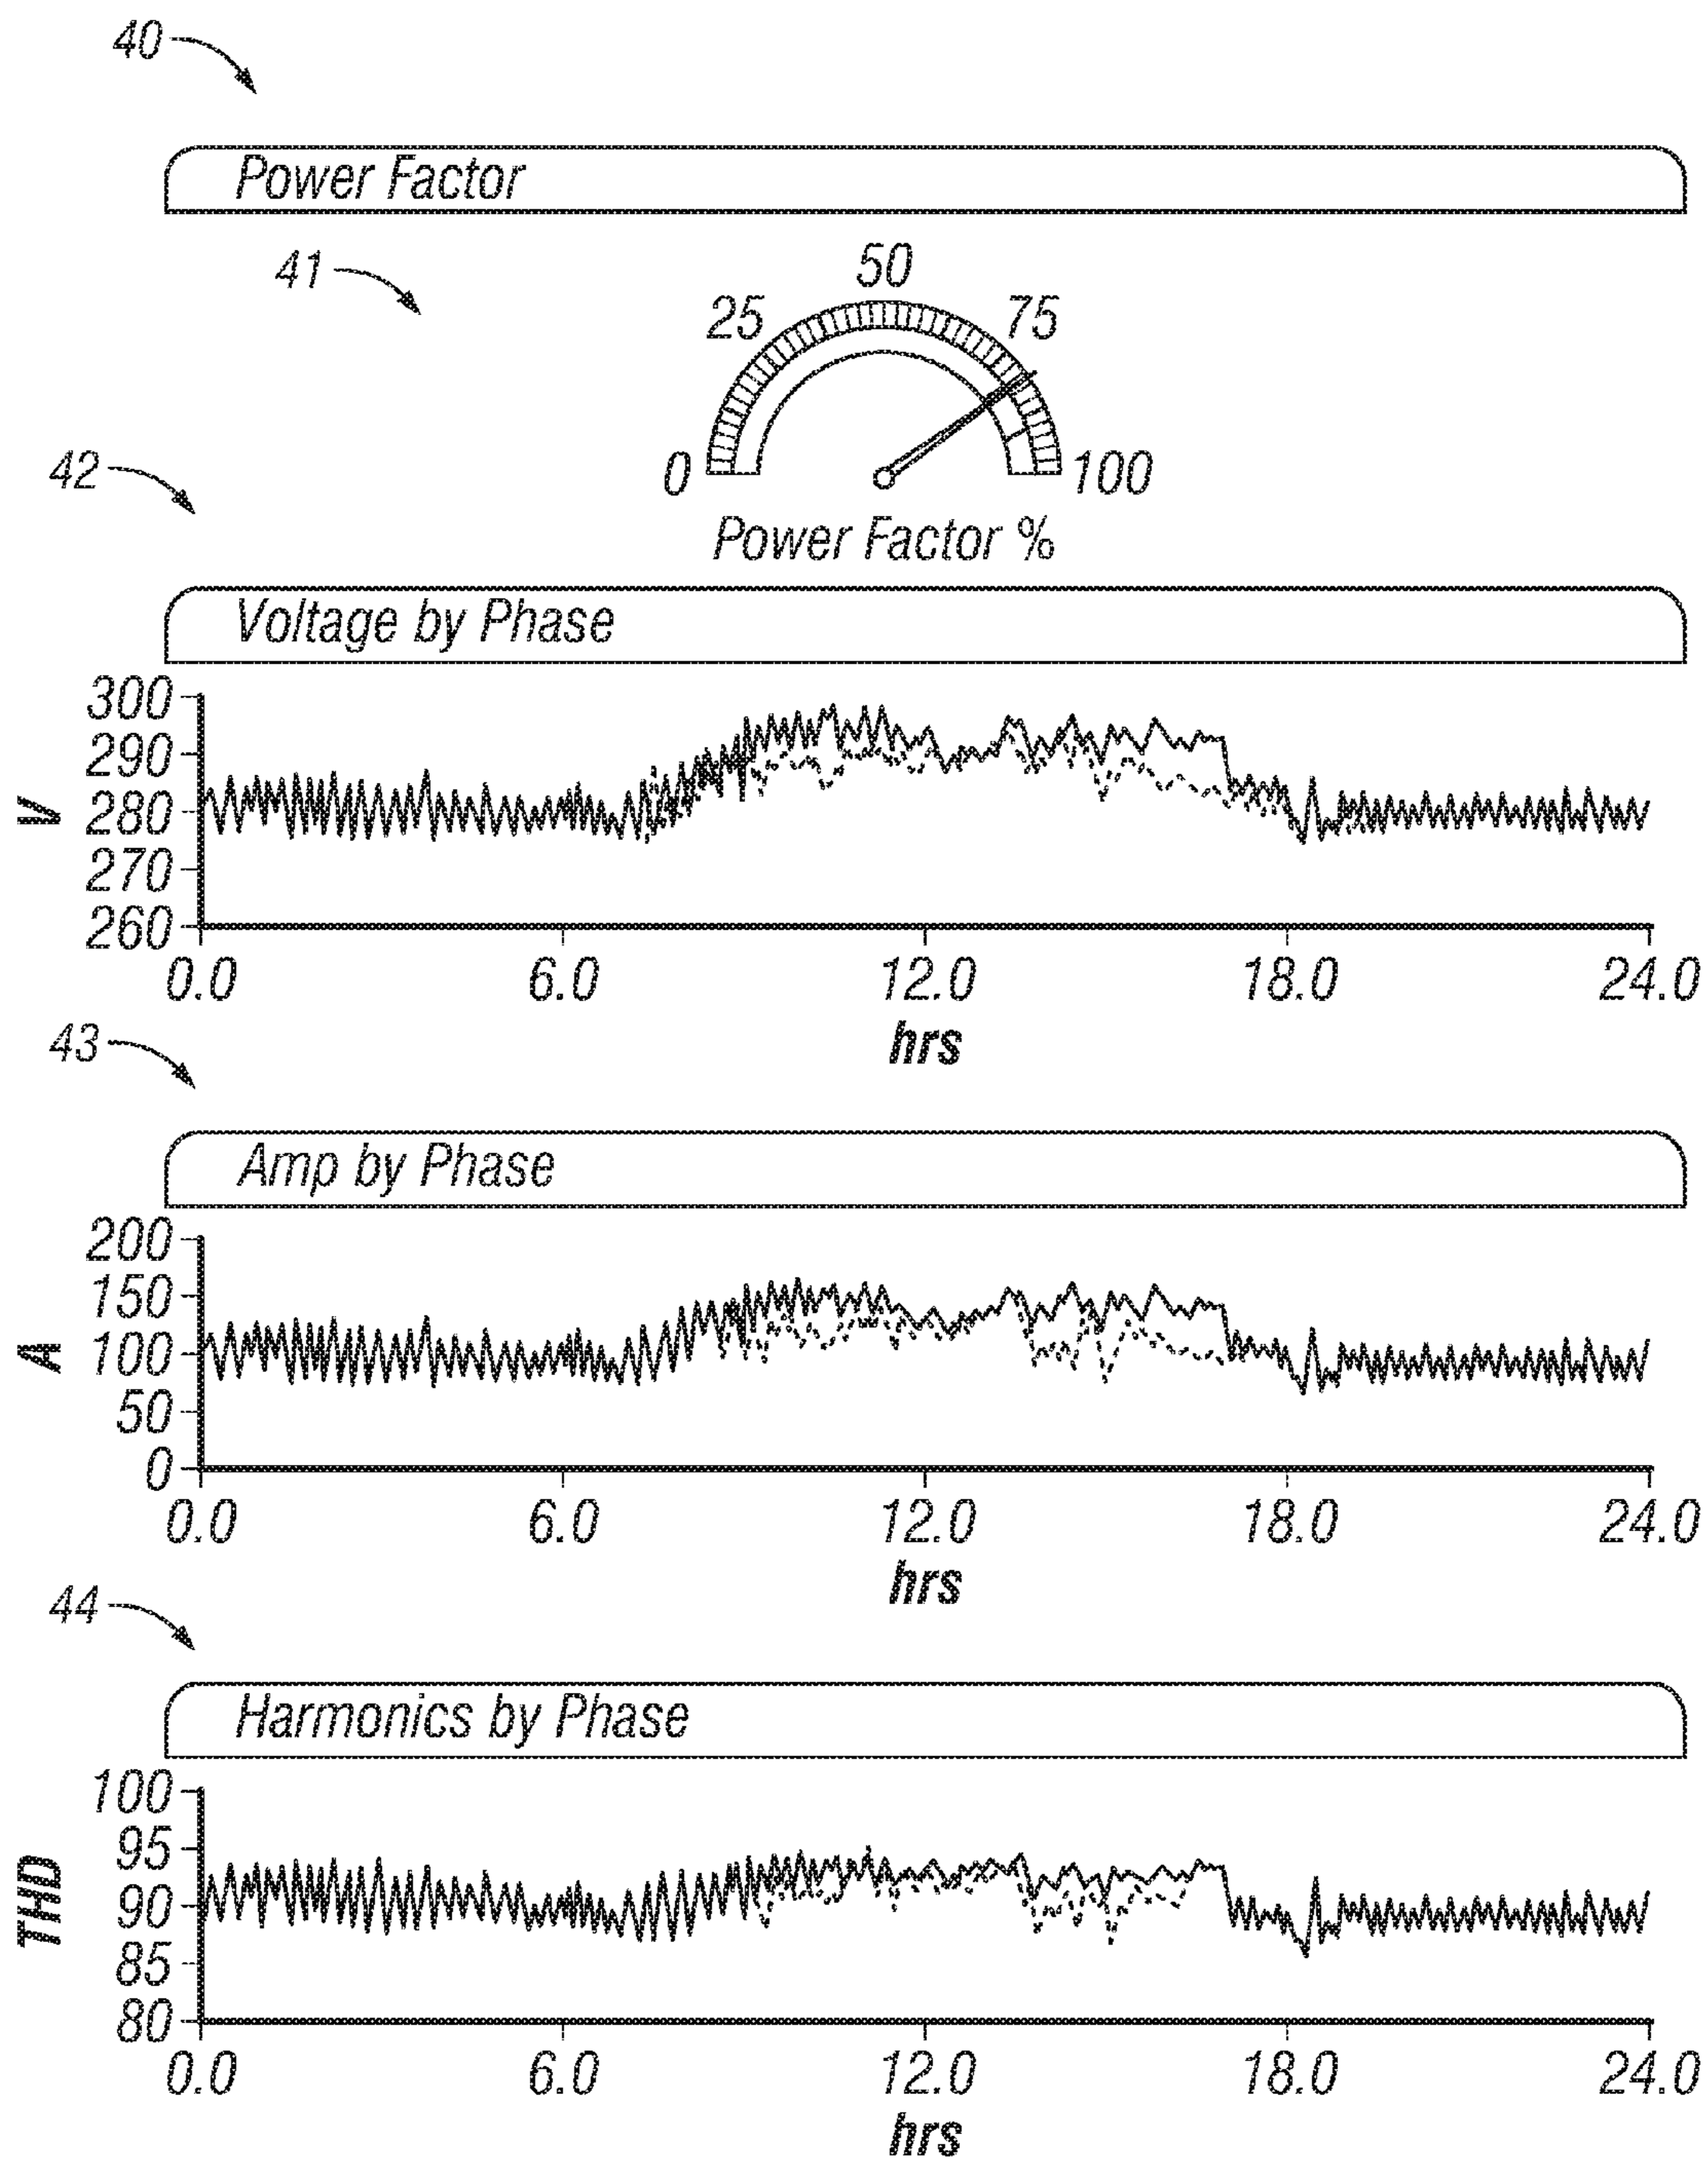 40
Power Factor
41
50
25 75
0 100
42
Power Factor %
Voltage by Phase
300
290
280
270
260
V
0.0 6.0 12.0 18.0 24.0
hrs
43
Amp by Phase
200
150
100
50
0
A
0.0 6.0 12.0 18.0 24.0
hrs
44
Harmonics by Phase
100
95
90
85
80
THD
0.0 6.0 12.0 18.0 24.0
hrs